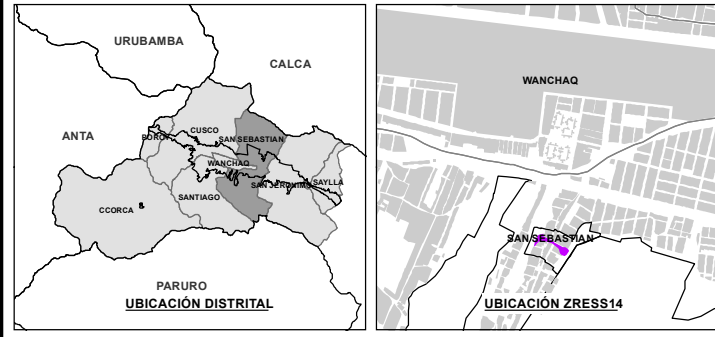 URUBAMBA
CALCA
ANTA
CUSCO
POROY
SAN SEBASTIAN
WANCHAQ
SAN JERONIMO
SAYLLA
SANTIAGO
CCORCA
PARURO
UBICACIÓN DISTRITAL
WANCHAQ
SAN SEBASTIAN
UBICACIÓN ZRESS14